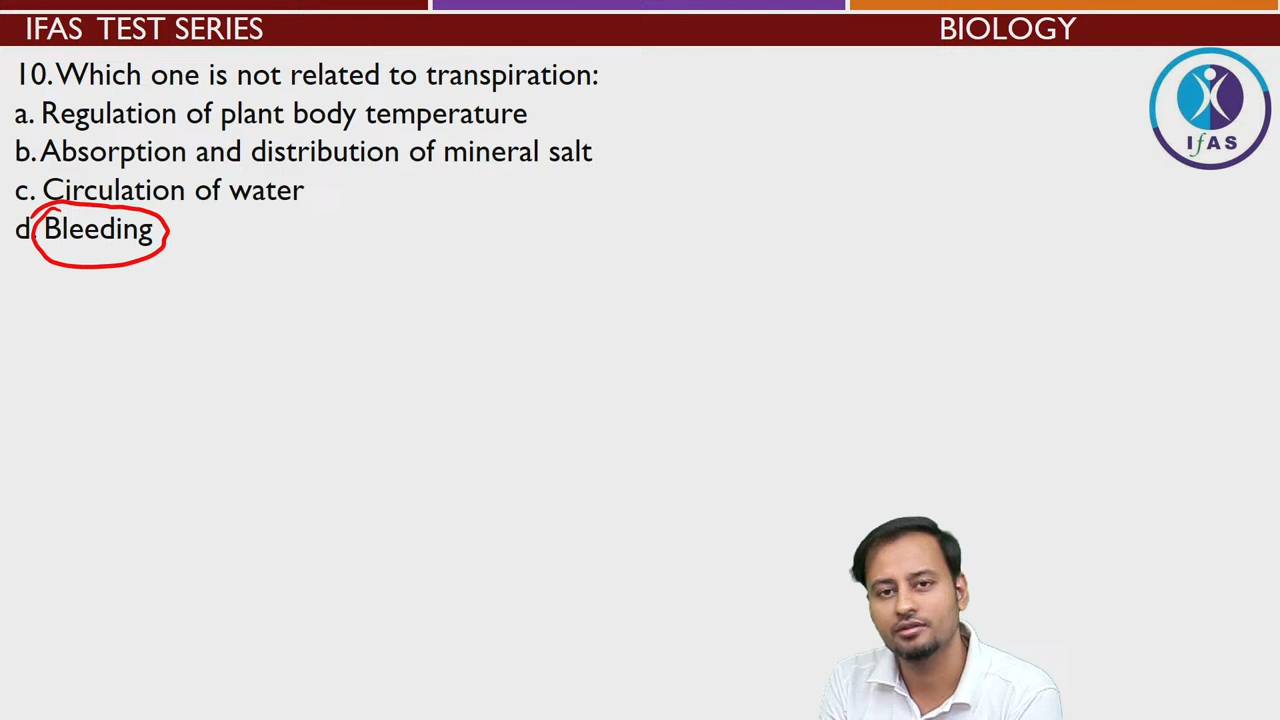 IFAS TEST SERIES
BIOLOGY
10. Which one is not related to transpiration:
a. Regulation of plant body temperature
b. Absorption and distribution of mineral salt
c. Circulation of water
d. Bleeding
IfAS